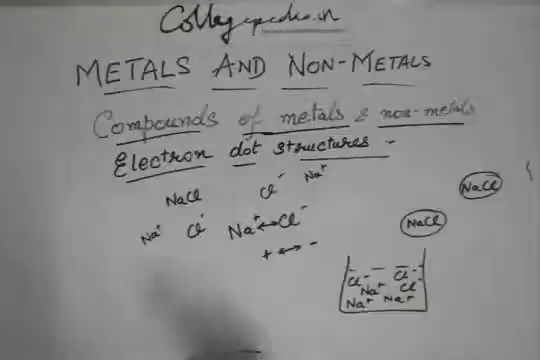 Collegepedia.in
METALS AND NON-METALS
Compounds of metals & non-metals
Electron dot structures -
NaCl Cl⁻ Na⁺
NaCl
Na⁺ Cl⁻ Na⁺↔Cl⁻
NaCl
+ ↔ -
Cl⁻ Cl⁻
Na⁺ Cl⁻
Na⁺ Na⁺